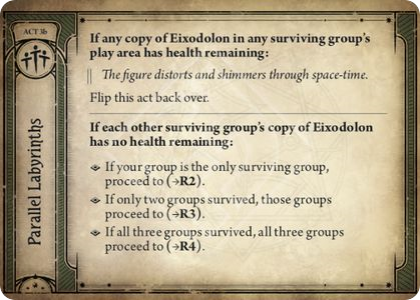 ACT 3b
Parallel Labyrinths
If any copy of Eixodolon in any surviving group's
play area has health remaining:
The figure distorts and shimmers through space-time.
Flip this act back over.
If each other surviving group's copy of Eixodolon
has no health remaining:
If your group is the only surviving group,
proceed to (→R2).
If only two groups survived, those groups
proceed to (→R3).
If all three groups survived, all three groups
proceed to (→R4).